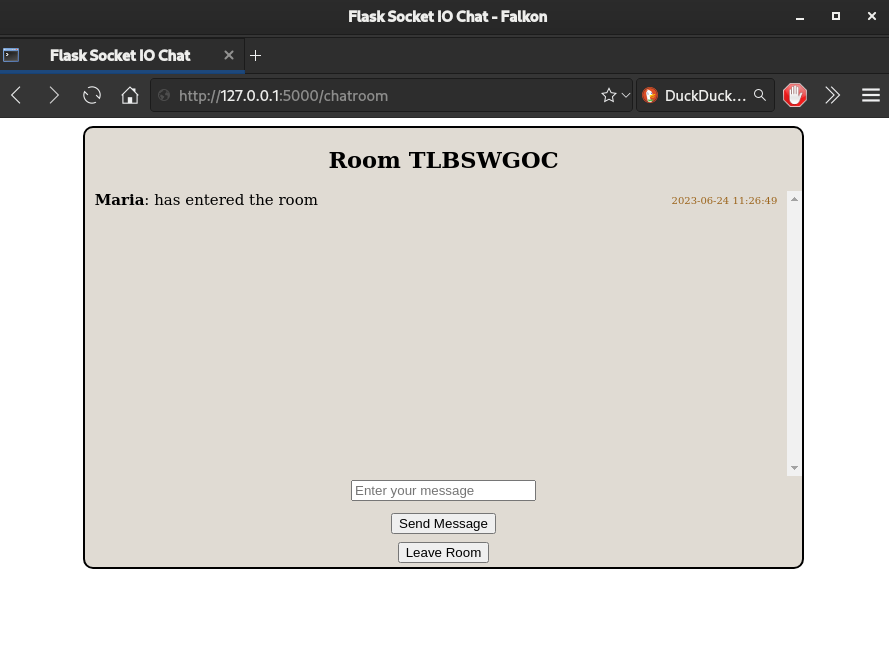 Flask Socket IO Chat - Falkon
Flask Socket IO Chat
http://127.0.0.1:5000/chatroom
DuckDuck...
Room TLBSWGOC
Maria: has entered the room 2023-06-24 11:26:49
Enter your message
Send Message
Leave Room